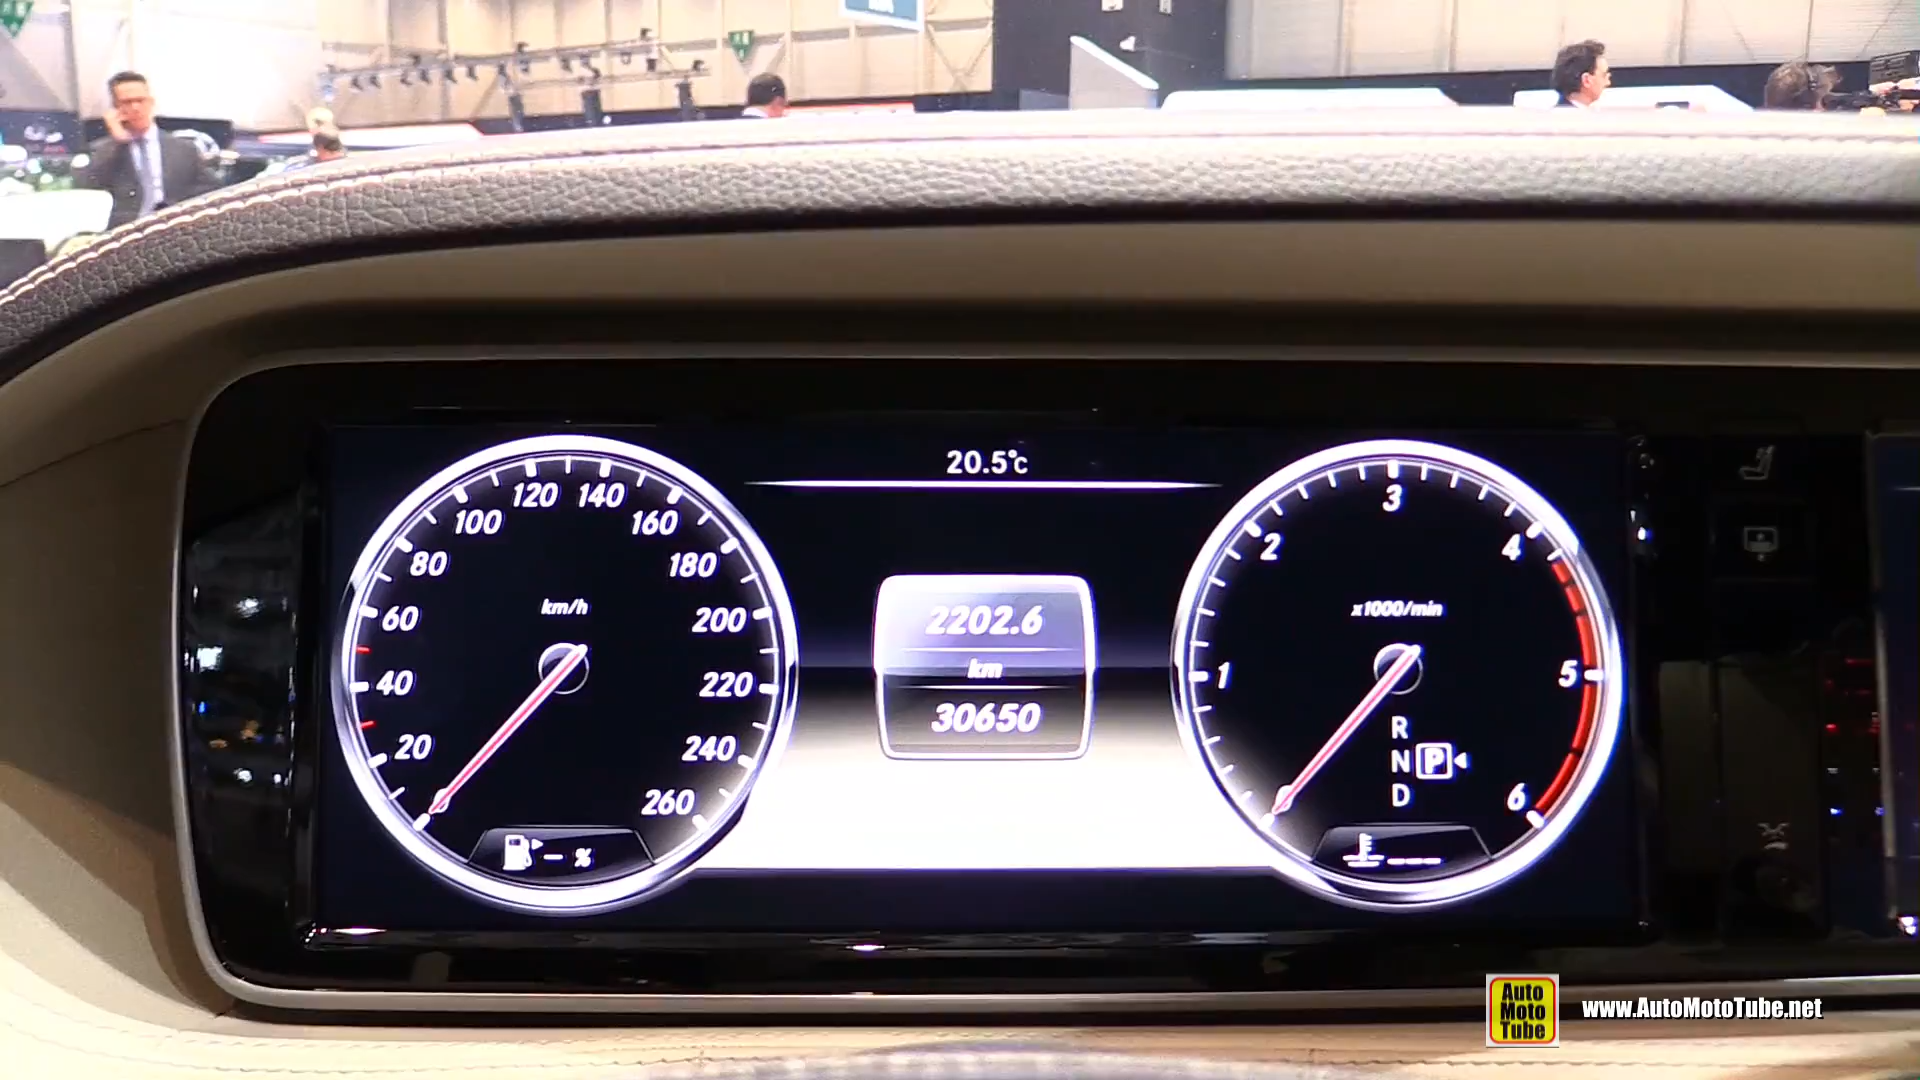 20.5°c
120 140
100 160
80 180
60 200
40 220
20 240
260
km/h
– %
2202.6
km
30650
3
2 4
1 5
6
x1000/min
R
N P
D
Auto
Moto
Tube
www.AutoMotoTube.net